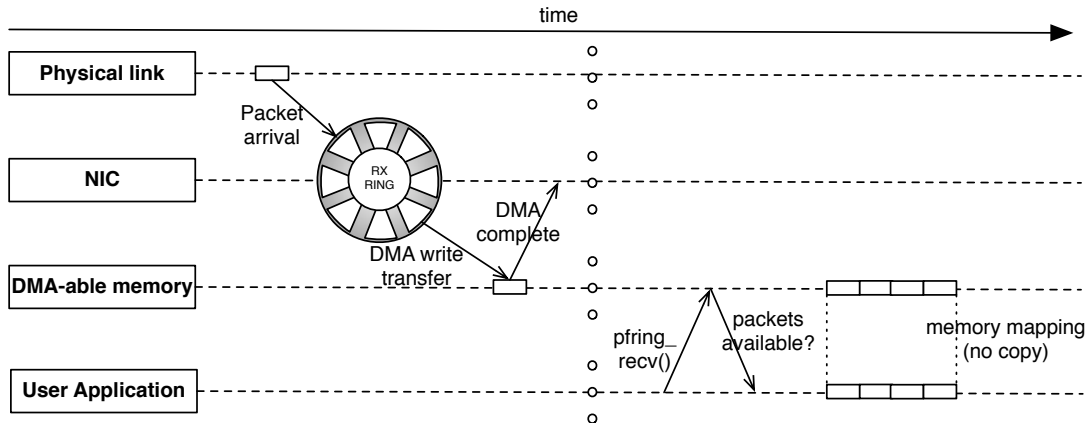 time
Physical link
Packet
arrival
NIC
RX
RING
DMA
complete
DMA write
transfer
DMA-able memory
pfring_
recv()
packets
available?
memory mapping
(no copy)
User Application